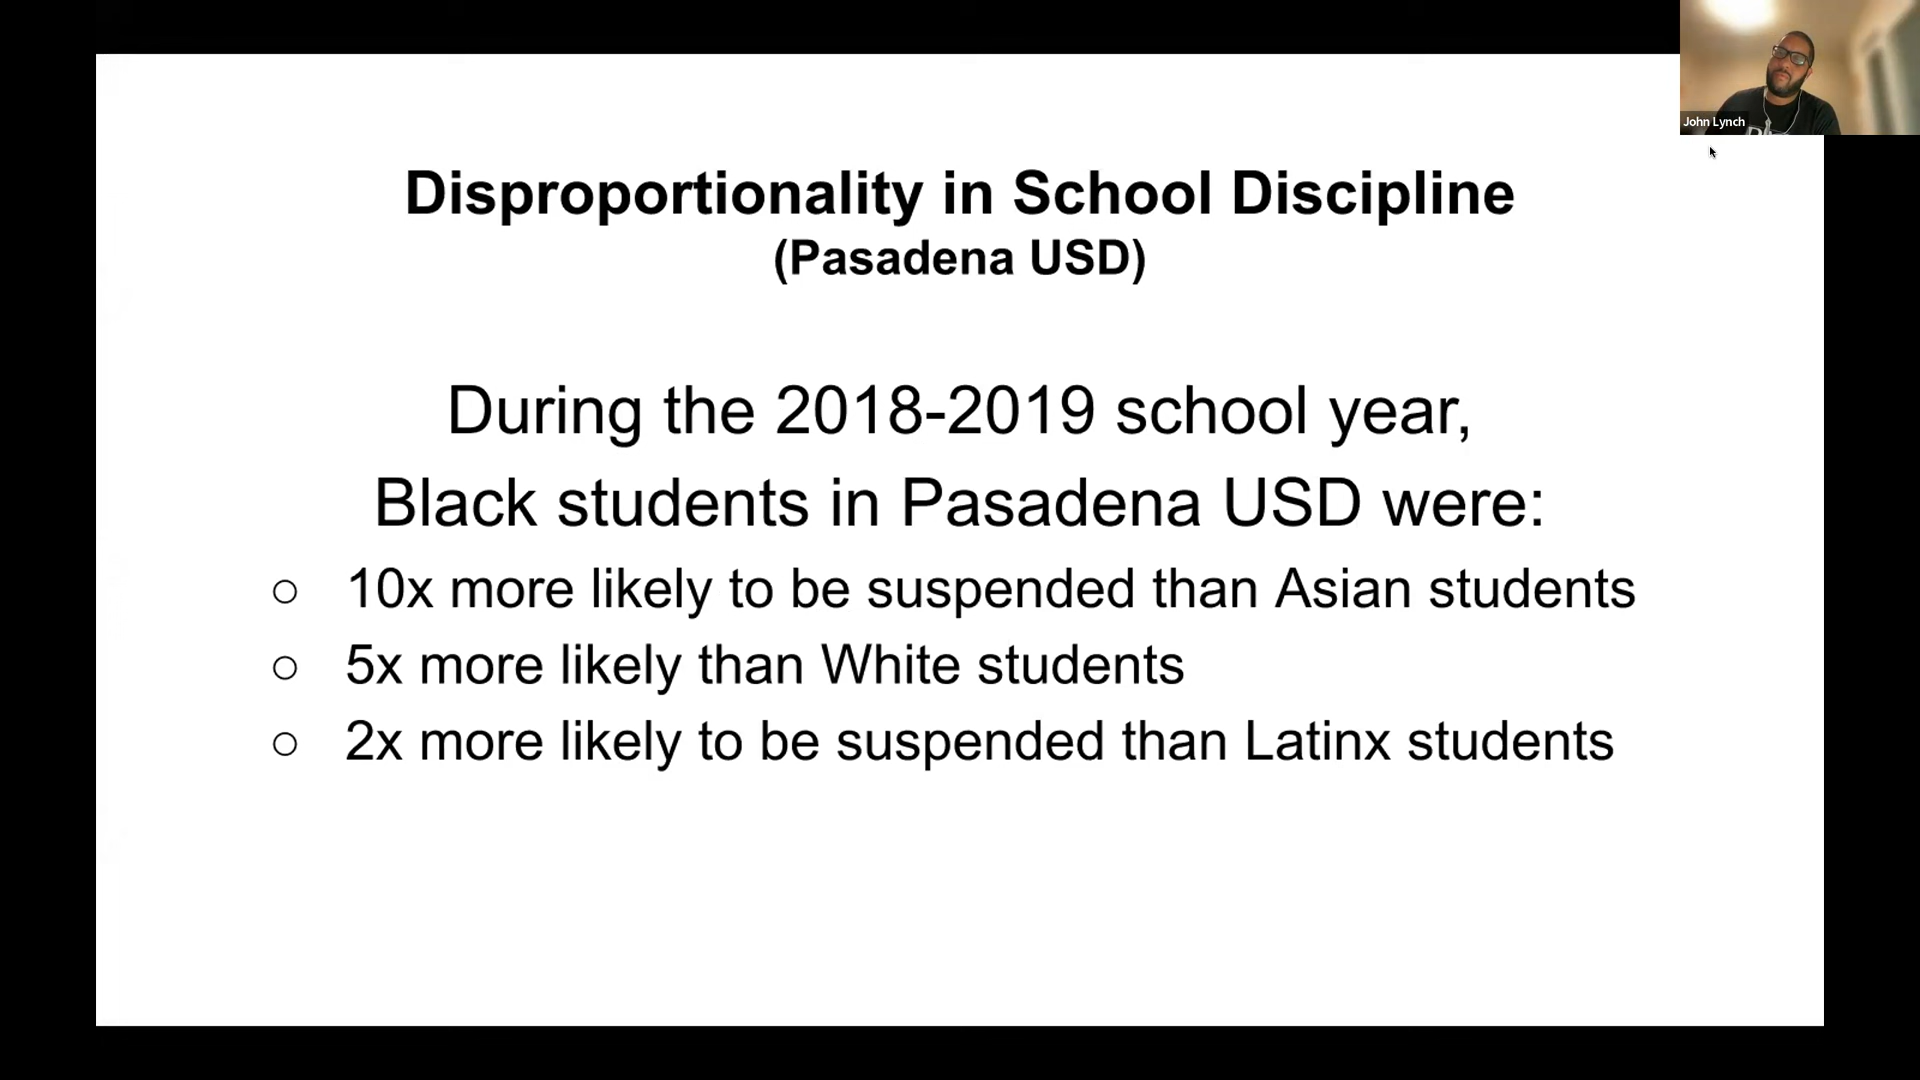 John Lynch
Disproportionality in School Discipline
(Pasadena USD)
During the 2018-2019 school year,
Black students in Pasadena USD were:
○ 10x more likely to be suspended than Asian students
○ 5x more likely than White students
○ 2x more likely to be suspended than Latinx students